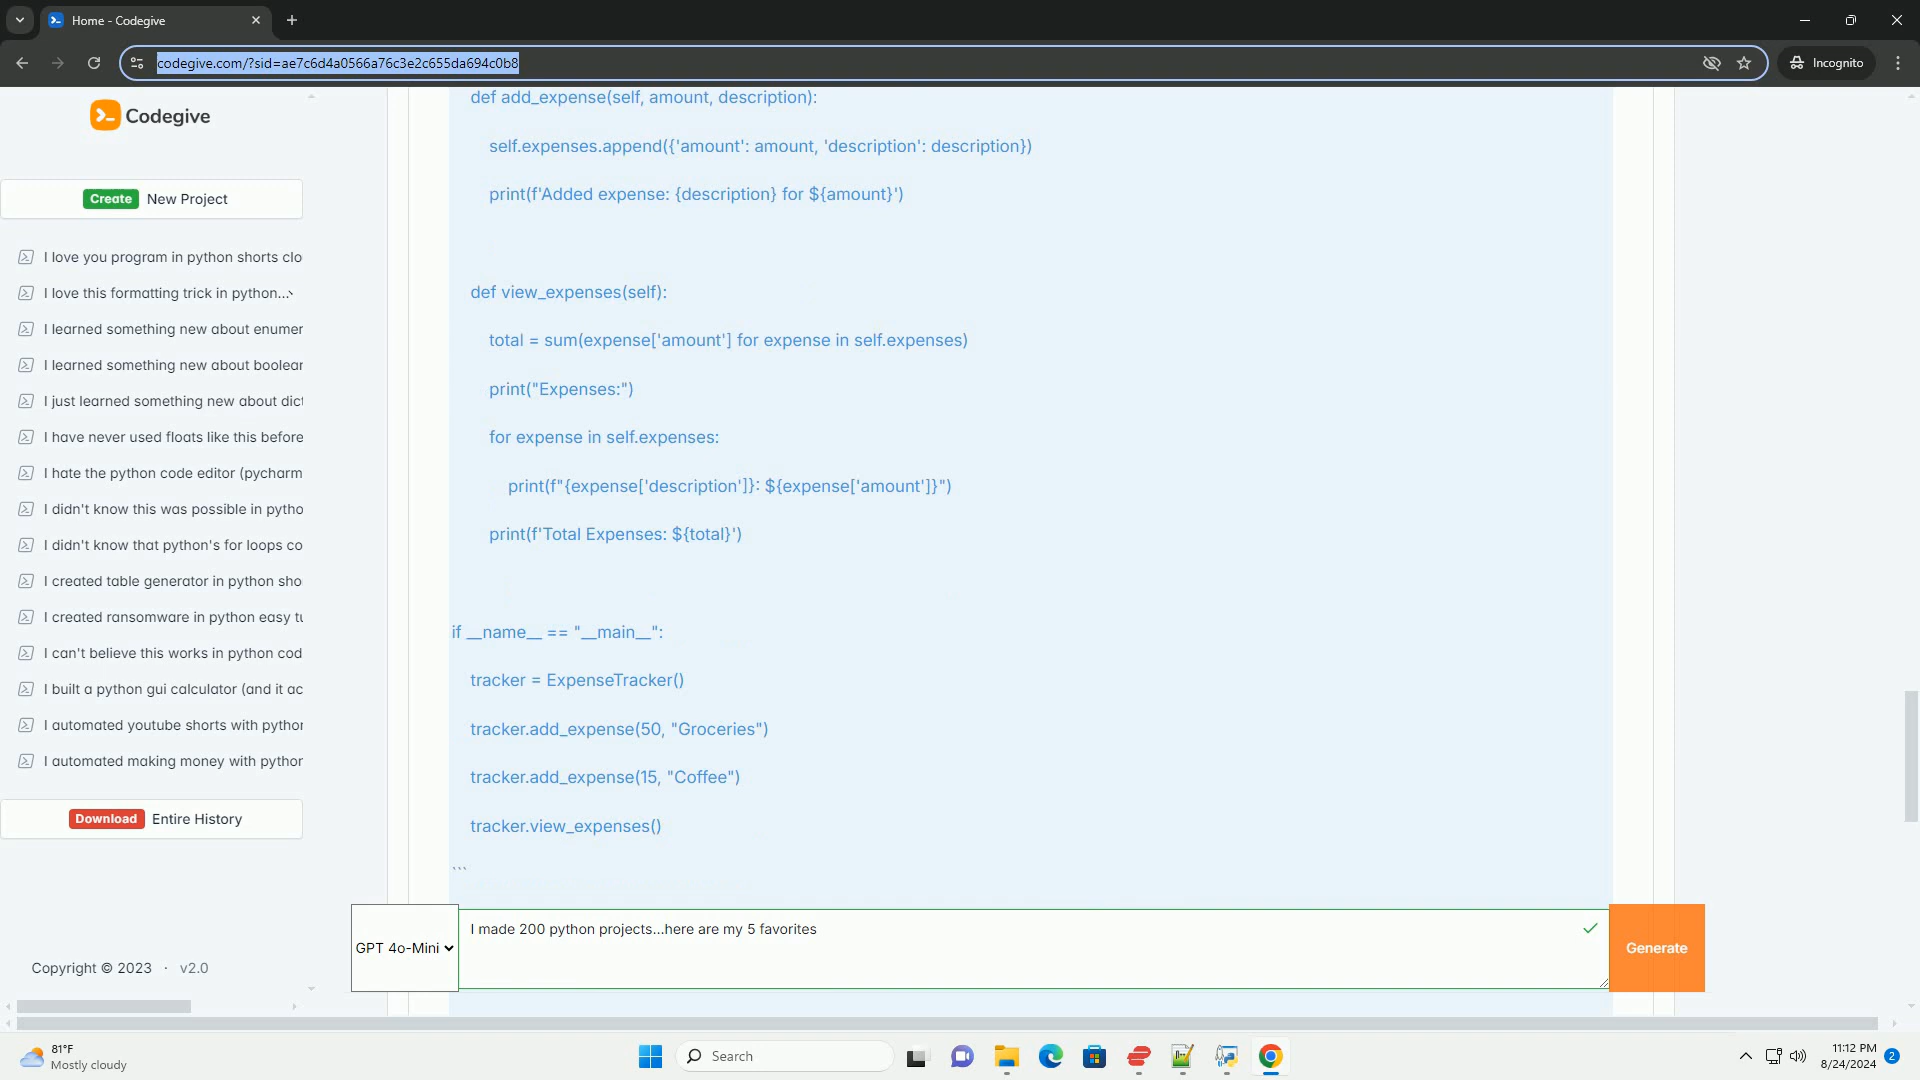 Home - Codegive
codegive.com/?sid=ae7c6d4a0566a76c3e2c655da694c0b8
Incognito
Codegive
Create New Project
I love you program in python shorts clo
I love this formatting trick in python...
I learned something new about enumer
I learned something new about boolear
I just learned something new about dict
I have never used floats like this before
I hate the python code editor (pycharm
I didn't know this was possible in pytho
I didn't know that python's for loops co
I created table generator in python sho
I created ransomware in python easy tu
I can't believe this works in python cod
I built a python gui calculator (and it ac
I automated youtube shorts with python
I automated making money with python
Download Entire History
Copyright © 2023 · v2.0
def add_expense(self, amount, description):
self.expenses.append({'amount': amount, 'description': description})
print(f'Added expense: {description} for ${amount}')
def view_expenses(self):
total = sum(expense['amount'] for expense in self.expenses)
print("Expenses:")
for expense in self.expenses:
print(f"{expense['description']}: ${expense['amount']}")
print(f'Total Expenses: ${total}')
if __name__ == "__main__":
tracker = ExpenseTracker()
tracker.add_expense(50, "Groceries")
tracker.add_expense(15, "Coffee")
tracker.view_expenses()
```
GPT 4o-Mini
I made 200 python projects...here are my 5 favorites
Generate
81°F
Mostly cloudy
Search
11:12 PM
8/24/2024
2